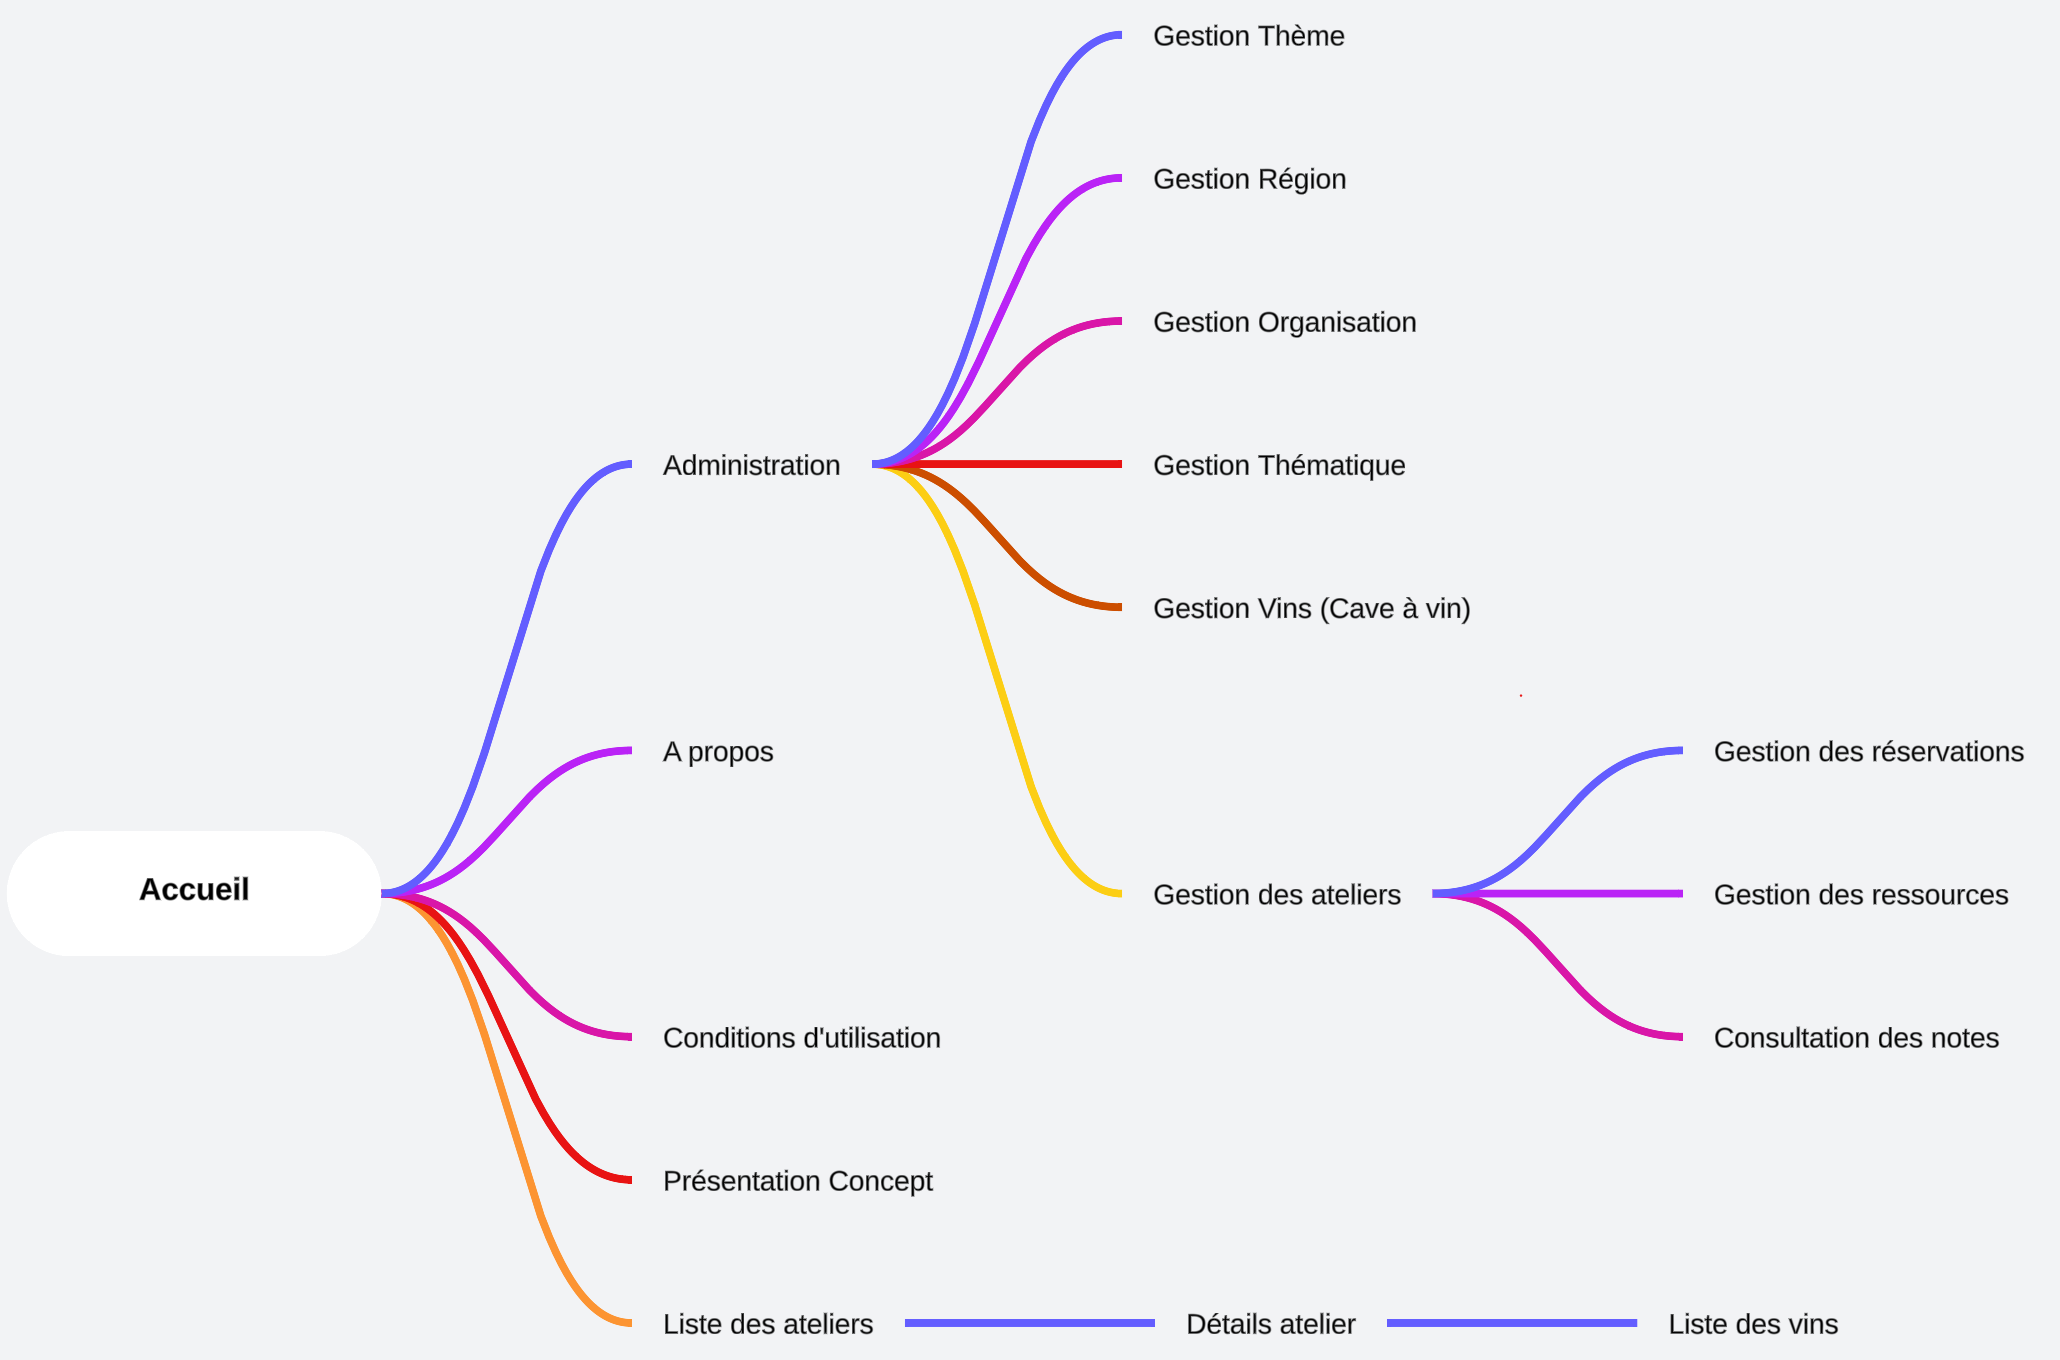 Accueil
Administration
Gestion Thème
Gestion Région
Gestion Organisation
Gestion Thématique
Gestion Vins (Cave à vin)
Gestion des ateliers
Gestion des réservations
Gestion des ressources
Consultation des notes
A propos
Conditions d'utilisation
Présentation Concept
Liste des ateliers
Détails atelier
Liste des vins